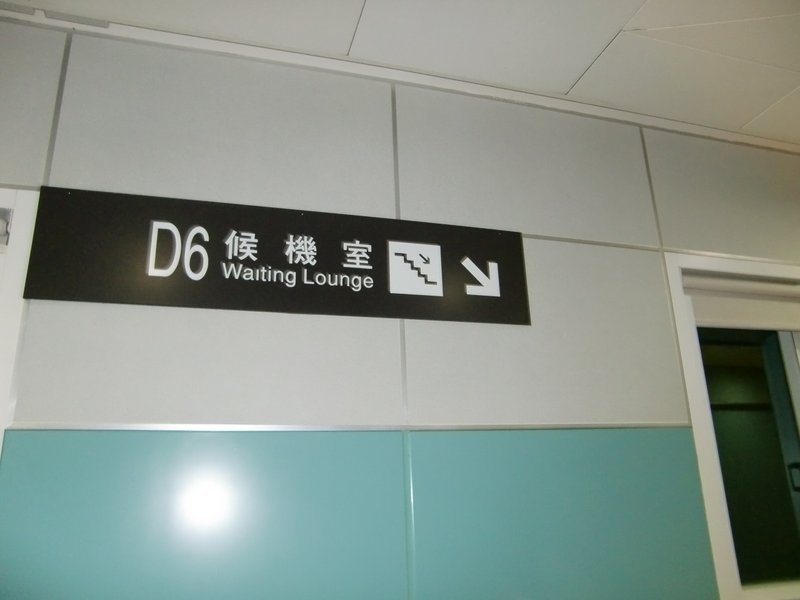 D6 候機室
Waiting Lounge